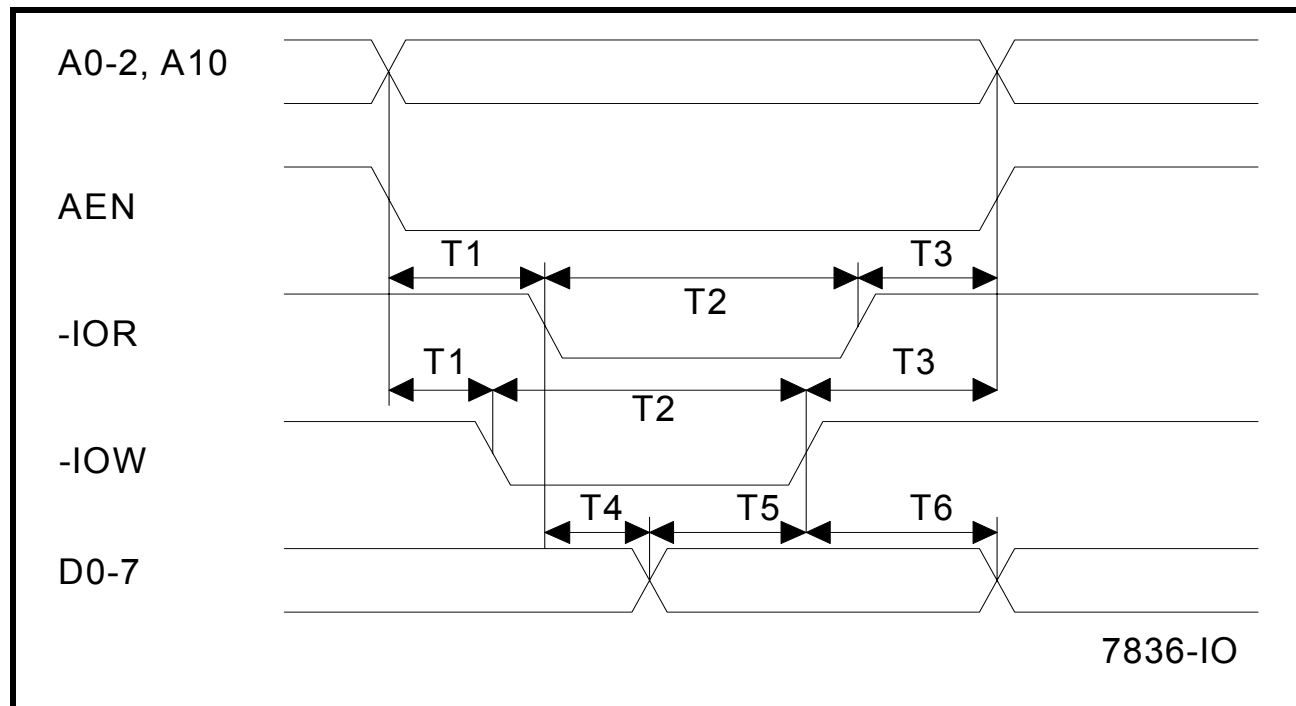 A0-2, A10
AEN
T1
T3
T2
-IOR
T1
T3
T2
-IOW
T4
T5
T6
D0-7
7836-IO